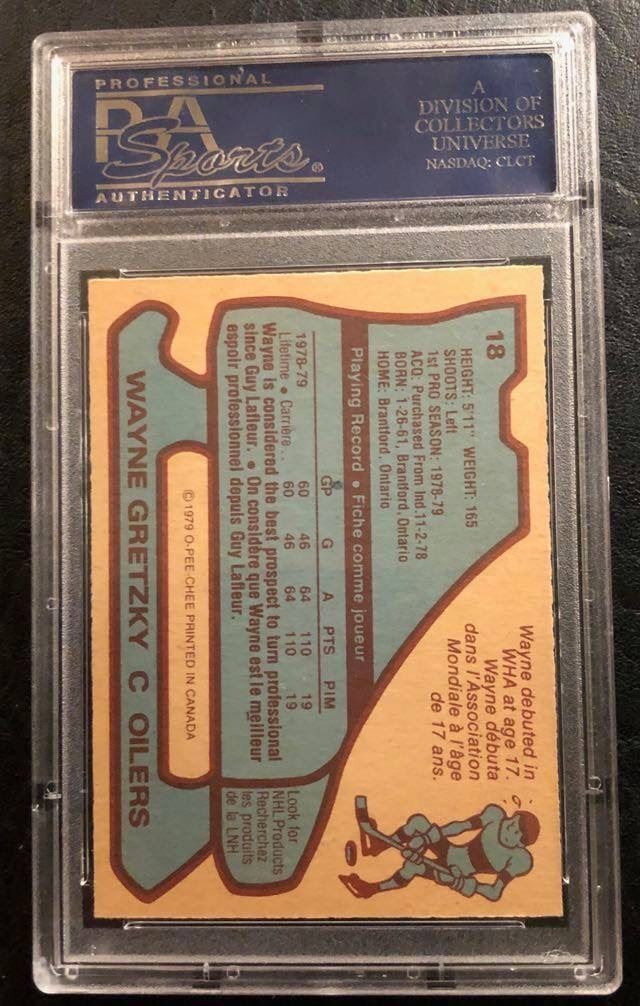 PROFESSIONAL
PSA
Sports®
AUTHENTICATOR
A
DIVISION OF
COLLECTORS
UNIVERSE
NASDAQ: CLCT
18
HEIGHT: 5'11" WEIGHT: 165
SHOOTS: Left
1st PRO SEASON: 1978-79
ACQ: Purchased From Ind 11-2-78
BORN: 1-26-61, Brantford, Ontario
HOME: Brantford, Ontario
Wayne debuted in
WHA at age 17.
Wayne débuta
dans l'Association
Mondiale à l'âge
de 17 ans.
Playing Record • Fiche comme joueur
GP G A PTS PIM
1978-79 60 46 64 110 19
Lifetime • Carrière .. 60 46 64 110 19
Wayne is considered the best prospect to turn professional
since Guy Lafleur. • On considère que Wayne est le meilleur
espoir professionnel depuis Guy Lafleur.
Look for
NHL Products
Recherchez
les produits
de la LNH
© 1979 O-PEE-CHEE PRINTED IN CANADA
WAYNE GRETZKY C OILERS